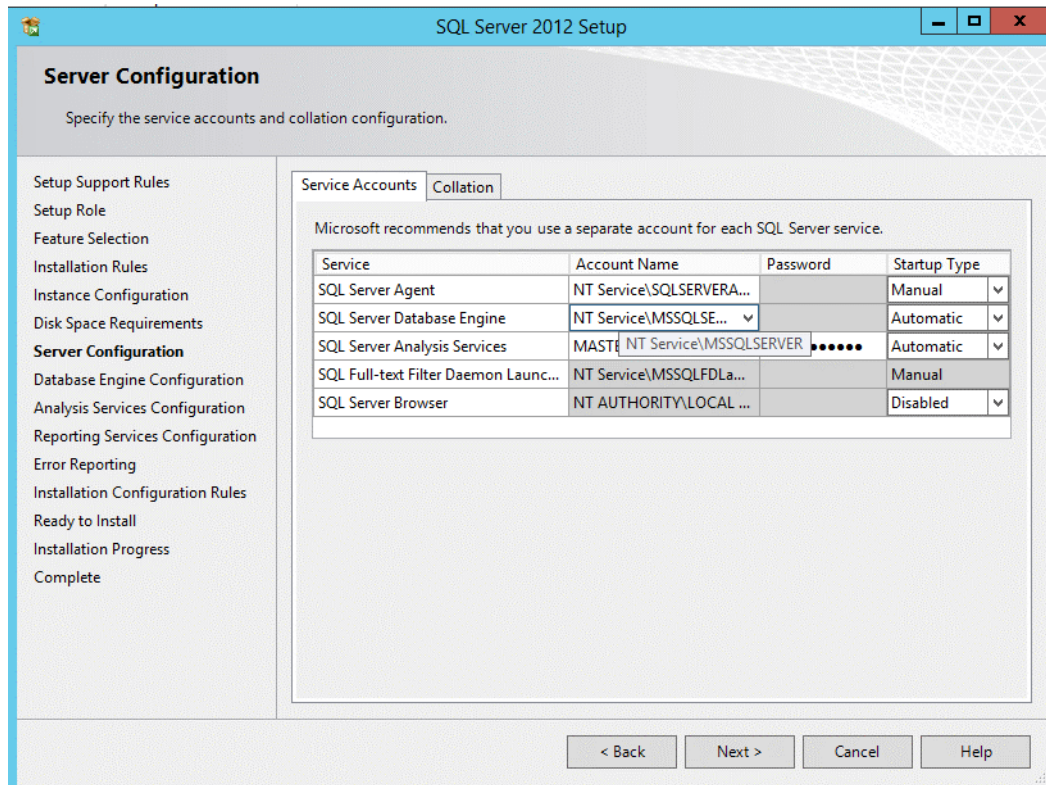 SQL Server 2012 Setup
Server Configuration
Specify the service accounts and collation configuration.
Setup Support Rules
Setup Role
Feature Selection
Installation Rules
Instance Configuration
Disk Space Requirements
Server Configuration
Database Engine Configuration
Analysis Services Configuration
Reporting Services Configuration
Error Reporting
Installation Configuration Rules
Ready to Install
Installation Progress
Complete
Service Accounts Collation
Microsoft recommends that you use a separate account for each SQL Server service.
Service Account Name Password Startup Type
SQL Server Agent NT Service\SQLSERVERA... Manual
SQL Server Database Engine NT Service\MSSQLSE... Automatic
SQL Server Analysis Services MASTE NT Service\MSSQLSERVER ●●●●●● Automatic
SQL Full-text Filter Daemon Launc... NT Service\MSSQLFDLa... Manual
SQL Server Browser NT AUTHORITY\LOCAL ... Disabled
< Back Next > Cancel Help